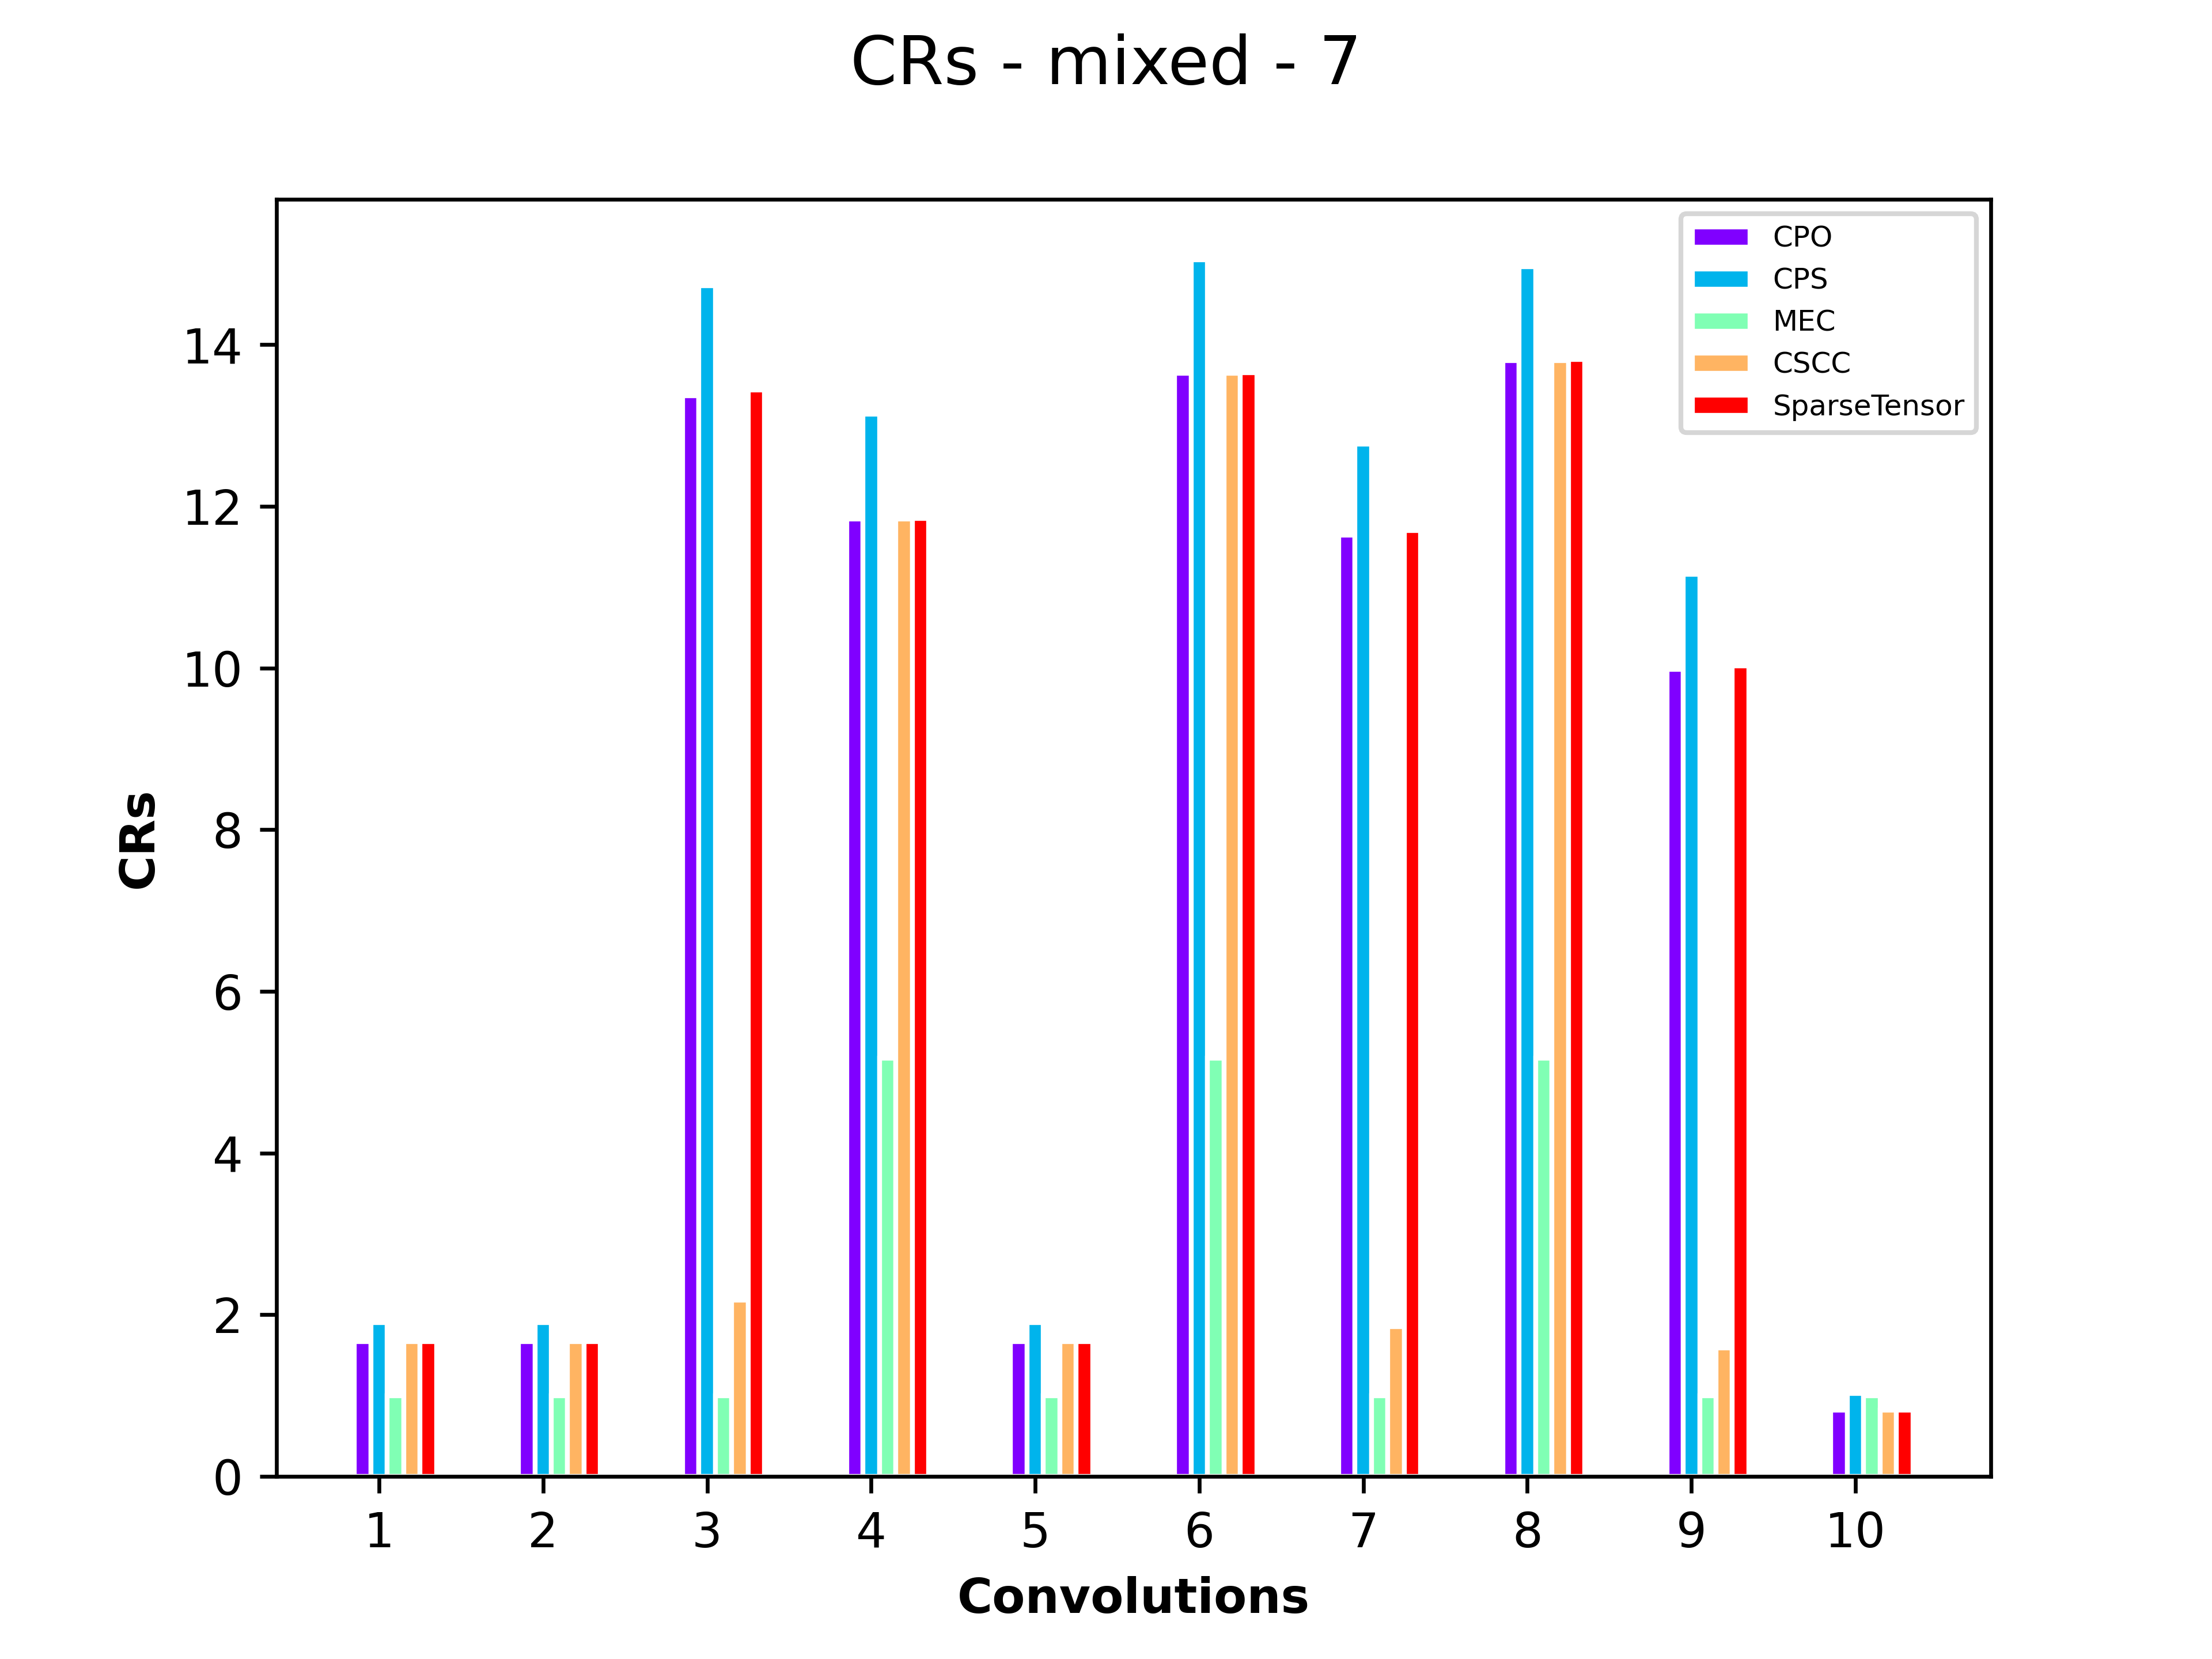 CRs - mixed - 7
CPO
CPS
MEC
CSCC
SparseTensor
14
12
10
8
6
4
2
0
CRs
1 2 3 4 5 6 7 8 9 10
Convolutions